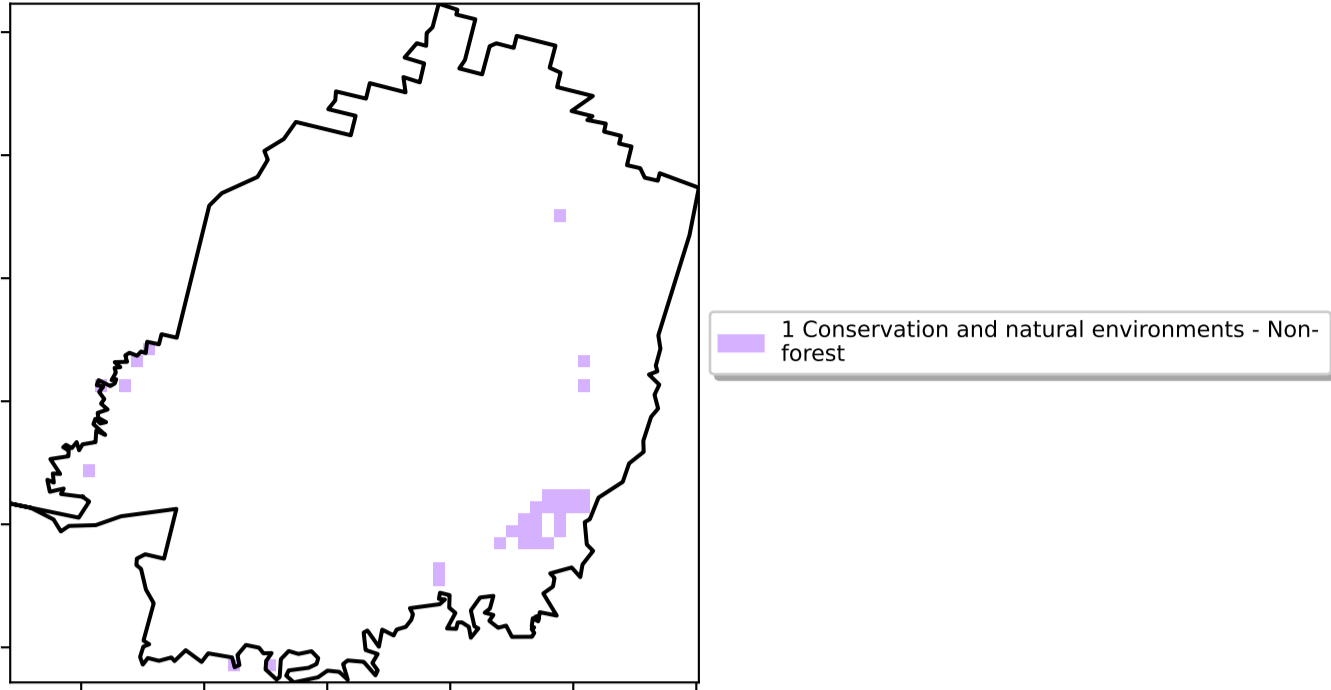 1 Conservation and natural environments - Non-
forest